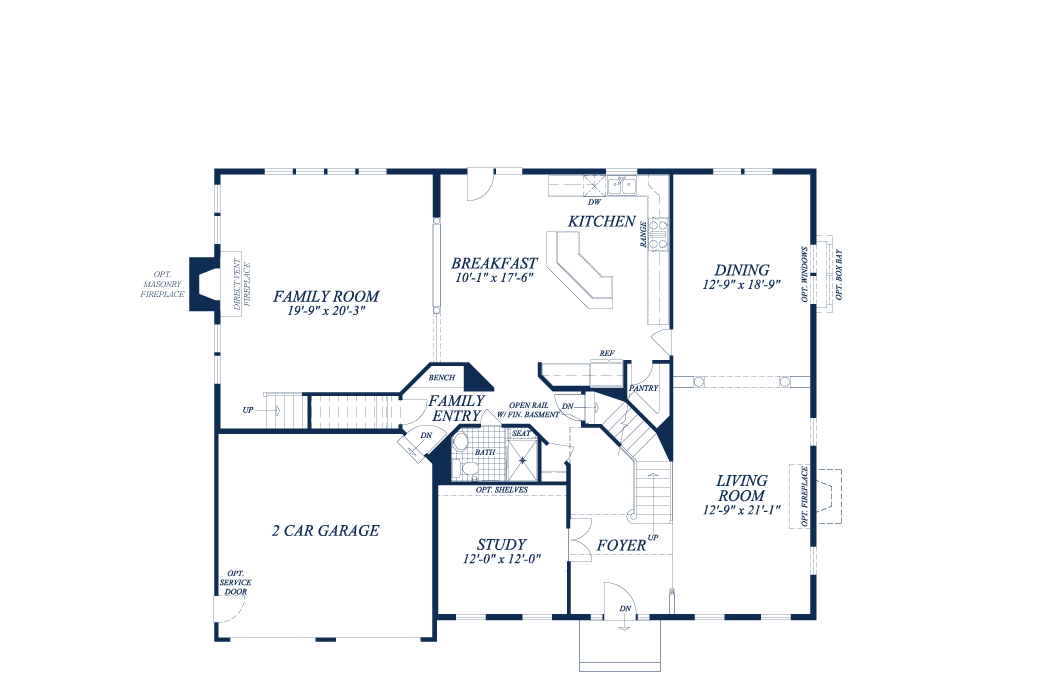 DW
KITCHEN
RANGE
BREAKFAST
10'-1" x 17'-6"
DINING
12'-9" x 18'-9"
OPT. WINDOWS
OPT. BOX BAY
OPT.
MASONRY
FIREPLACE
DIRECT VENT
FIREPLACE
FAMILY ROOM
19'-9" x 20'-3"
REF
BENCH
PANTRY
FAMILY
ENTRY
OPEN RAIL
W/ FIN. BASMENT
DN
UP
DN
SEAT
BATH
OPT. SHELVES
LIVING
ROOM
12'-9" x 21'-1"
OPT. FIREPLACE
2 CAR GARAGE
STUDY
12'-0" x 12'-0"
FOYER
UP
OPT.
SERVICE
DOOR
DN